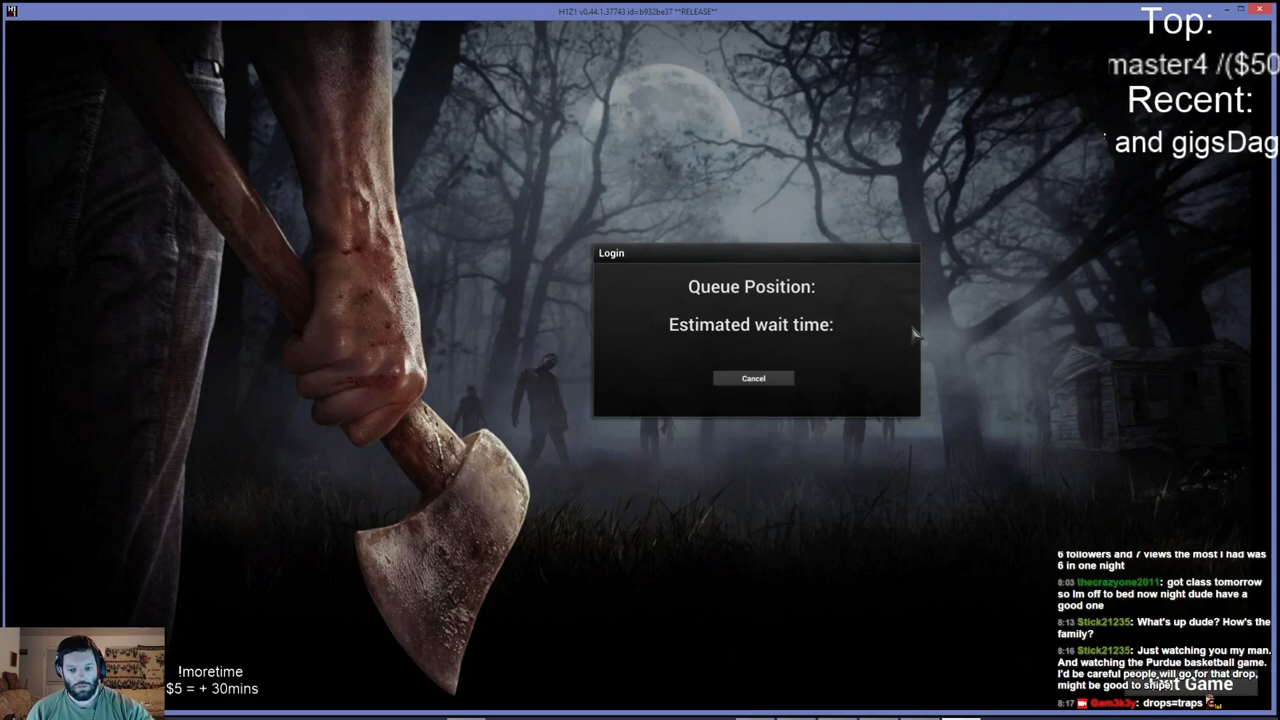 H1Z1 v0.44.1.37743 id=b932be37 **RELEASE**
Top:
master4 /($50
Recent:
and gigsDag
Login
Queue Position:
Estimated wait time:
Cancel
6 followers and 7 views the most I had was
6 in one night
8:03 thecrazyone2011: got class tomorrow
so Im off to bed now night dude have a
good one
8:13 Stick21235: What's up dude? How's the
family?
8:16 Stick21235: Just watching you my man.
And watching the Purdue basketball game.
I'd be careful people will go for that drop,
might be good to snipe)
Game
8:17 Gam3k3y: drops=traps
!moretime
$5 = + 30mins